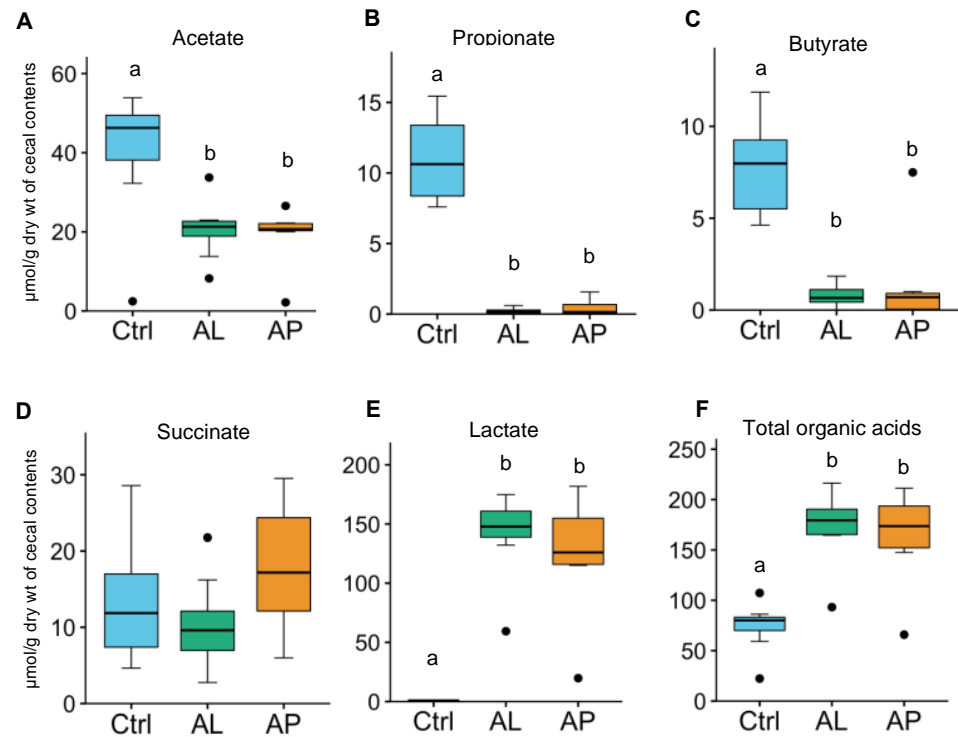 A
Acetate
μmol/g dry wt of cecal contents
60
40
20
0
a
b
b
Ctrl
AL
AP
B
Propionate
15
10
5
0
a
b
b
Ctrl
AL
AP
C
Butyrate
10
5
0
a
b
b
Ctrl
AL
AP
D
Succinate
μmol/g dry wt of cecal contents
30
20
10
0
Ctrl
AL
AP
E
Lactate
200
150
100
50
0
a
b
b
Ctrl
AL
AP
F
Total organic acids
250
200
150
100
50
0
a
b
b
Ctrl
AL
AP